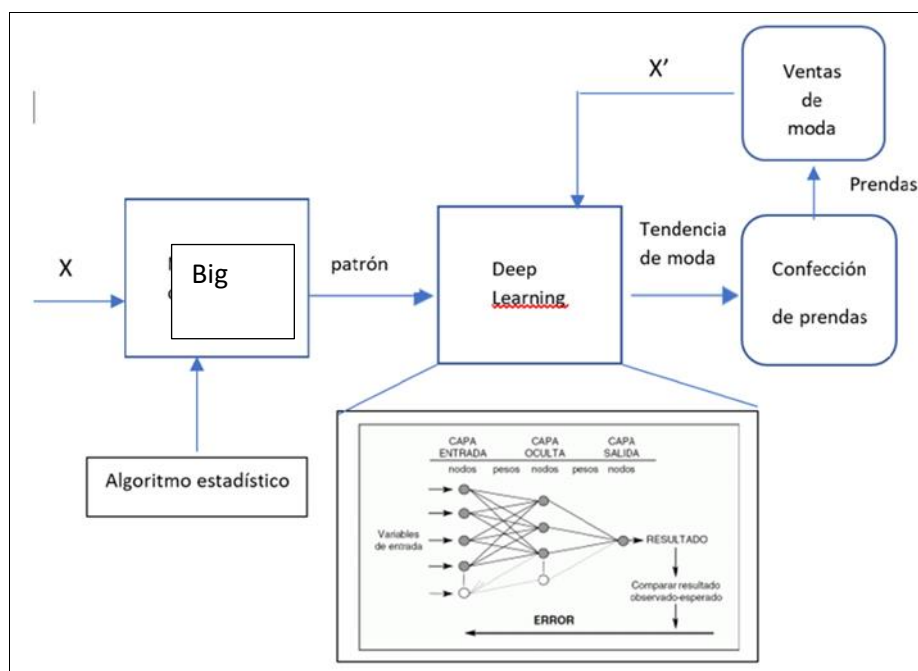 X’
Ventas
de
moda
Prendas
X
Big
patrón
Deep
Learning
Tendencia
de moda
Confección
de prendas
Algoritmo estadístico
CAPA CAPA CAPA
ENTRADA OCULTA SALIDA
nodos pesos nodos pesos nodos
Variables
de entrada
RESULTADO
Comparar resultado
observado-esperado
ERROR